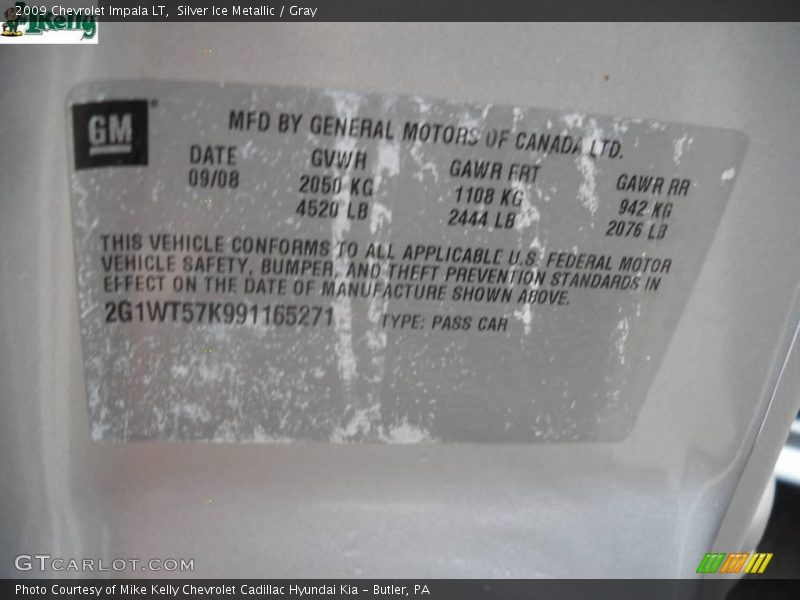 2009 Chevrolet Impala LT,  Silver Ice Metallic / Gray
Kelly
GM
MFD BY GENERAL MOTORS OF CANADA LTD.
DATE GVWR GAWR FRT GAWR RR
09/08 2050 KG 1108 KG 942 KG
4520 LB 2444 LB 2076 LB
THIS VEHICLE CONFORMS TO ALL APPLICABLE U.S. FEDERAL MOTOR
VEHICLE SAFETY, BUMPER, AND THEFT PREVENTION STANDARDS IN
EFFECT ON THE DATE OF MANUFACTURE SHOWN ABOVE.
2G1WT57K991165271 TYPE: PASS CAR
GTCARLOT.COM
Photo Courtesy of Mike Kelly Chevrolet Cadillac Hyundai Kia – Butler, PA